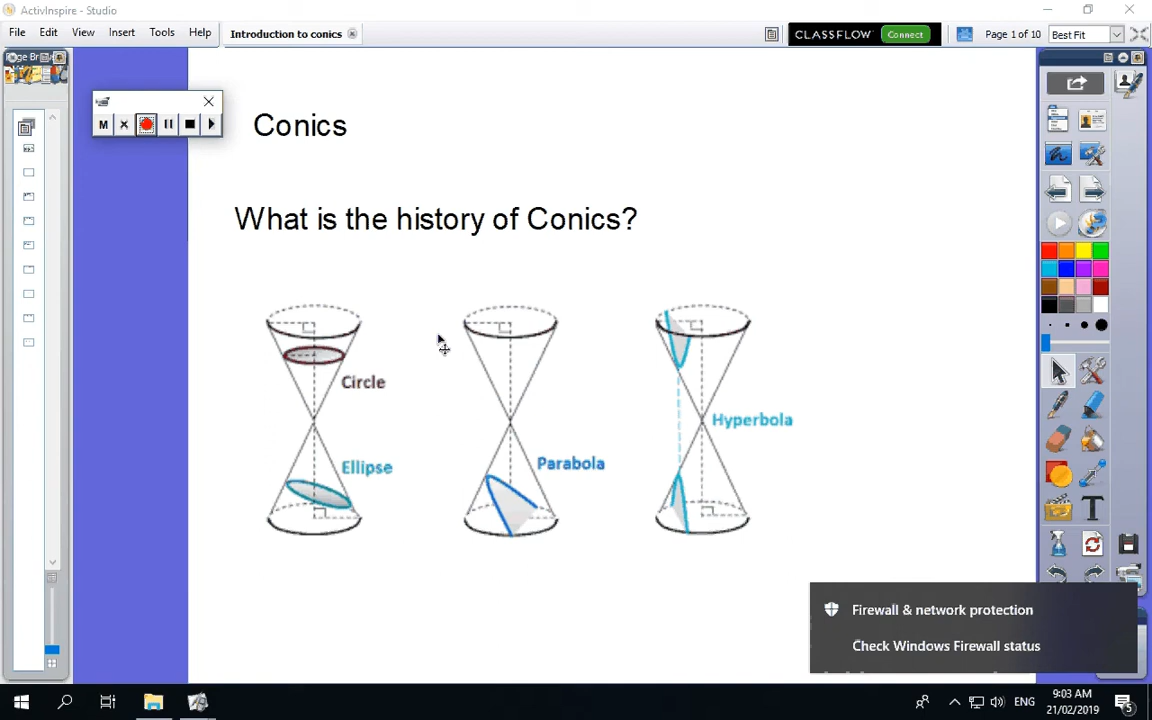 ActivInspire - Studio
File Edit View Insert Tools Help
Introduction to conics
CLASSFLOW Connect
Page 1 of 10
Best Fit
M
Conics
What is the history of Conics?
Circle
Ellipse
Parabola
Hyperbola
T
Firewall & network protection
Check Windows Firewall status
ENG
9:03 AM
21/02/2019
5